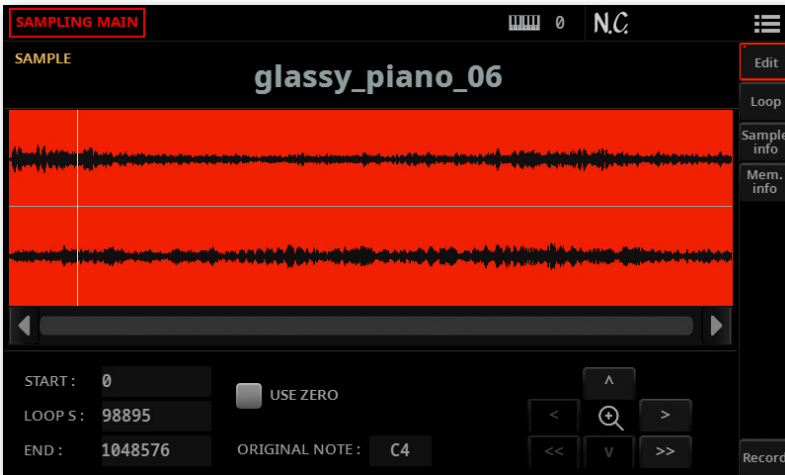 SAMPLING MAIN
0
N.C.
SAMPLE
glassy_piano_06
Edit
Loop
Sample
info
Mem.
info
START :
0
USE ZERO
LOOP S :
98895
END :
1048576
ORIGINAL NOTE :
C4
^
<
>
<<
v
>>
Record